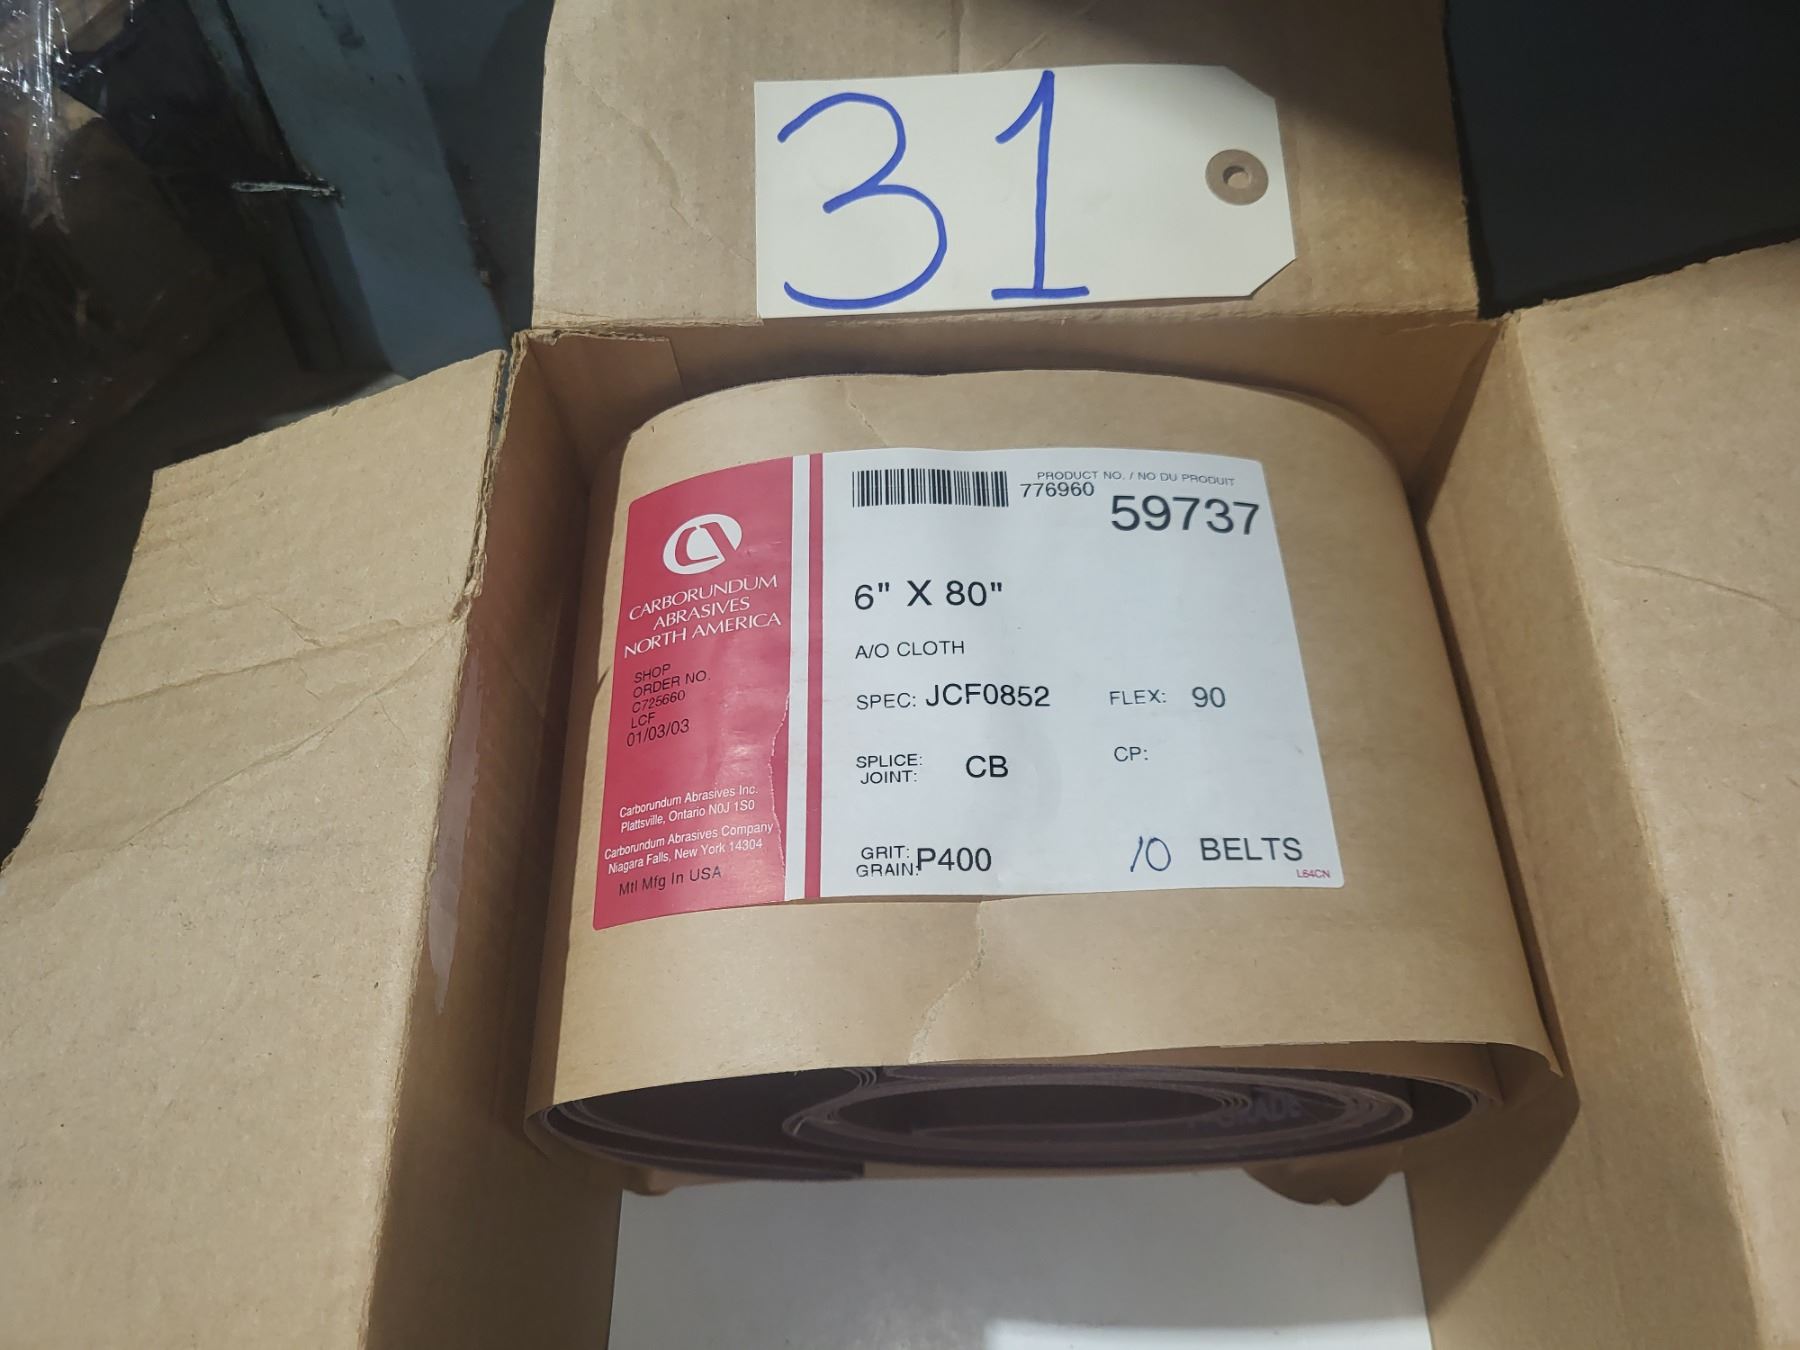 31
CARBORUNDUM
ABRASIVES
NORTH AMERICA
SHOP
ORDER NO.
C725660
LCF
01/03/03
Carborundum Abrasives Inc.
Plattsville, Ontario N0J 1S0
Carborundum Abrasives Company
Niagara Falls, New York 14304
Mtl Mfg In USA
PRODUCT NO. / NO DU PRODUIT
776960
59737
6" X 80"
A/O CLOTH
SPEC: JCF0852 FLEX: 90
SPLICE:
JOINT: CB CP:
GRIT:
GRAIN: P400 10 BELTS
L64CN